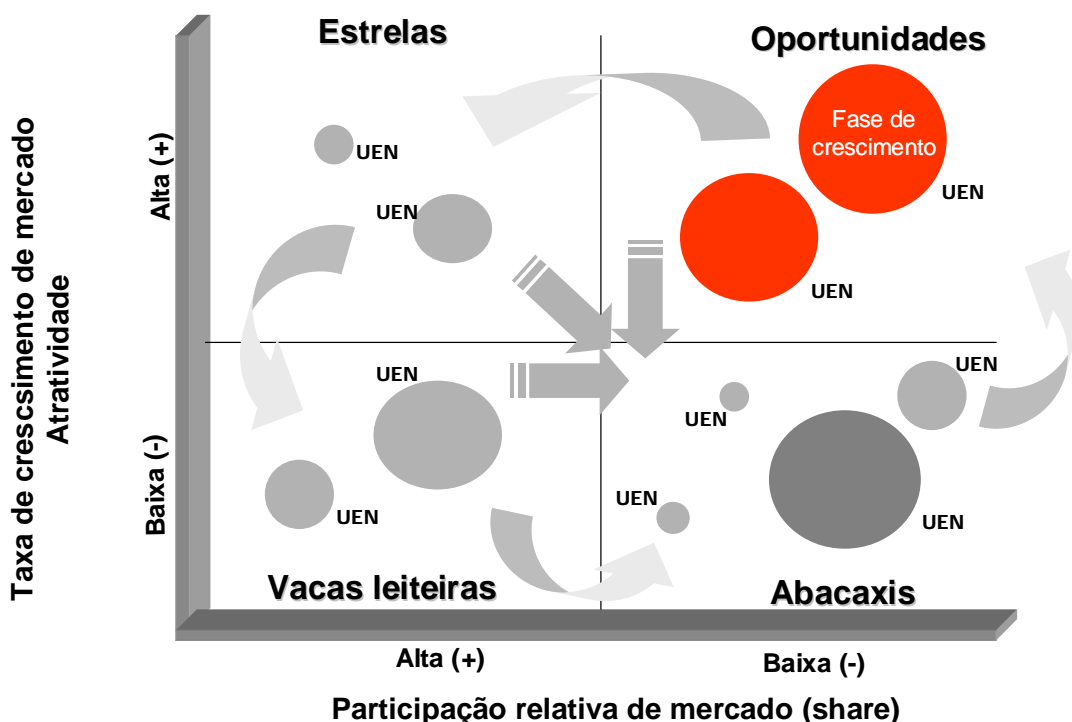 Estrelas
Oportunidades
Taxa de crescsimento de mercado
Atratividade
Alta (+)
Baixa (-)
UEN
UEN
Fase de
crescimento
UEN
UEN
UEN
UEN
UEN
UEN
UEN
UEN
Vacas leiteiras
Abacaxis
Alta (+)
Baixa (-)
Participação relativa de mercado (share)